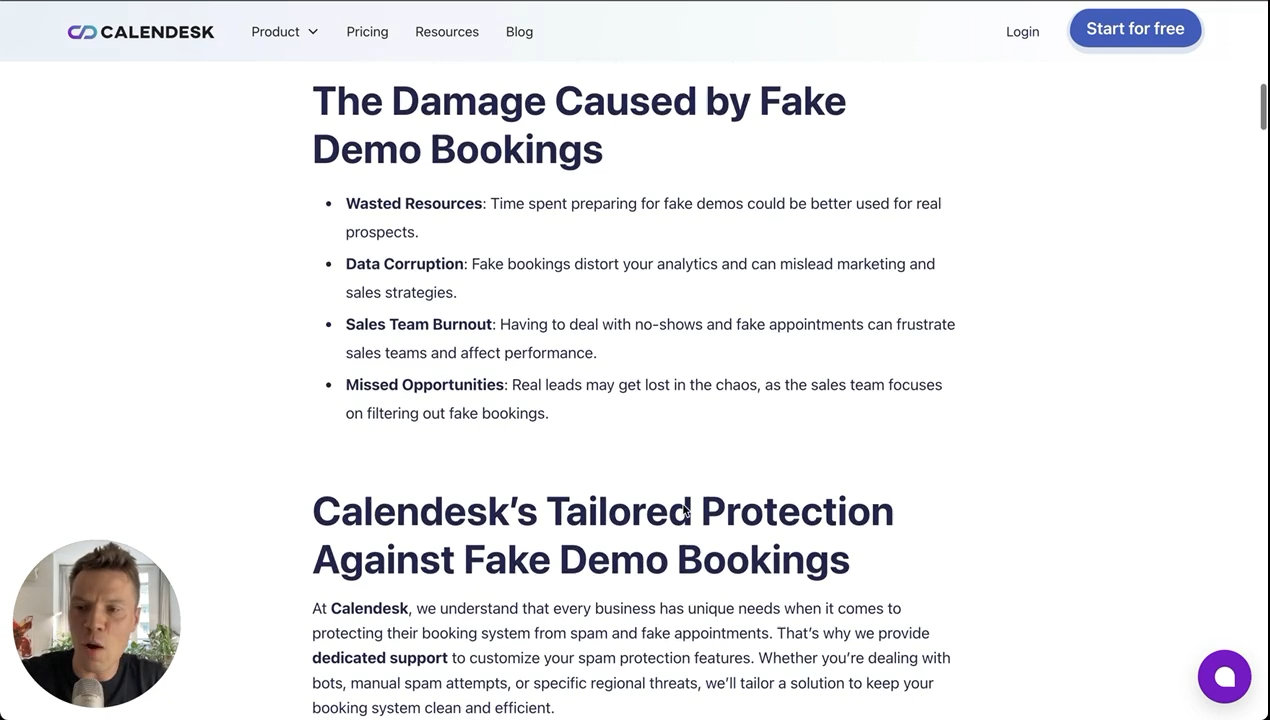 CALENDESK Product Pricing Resources Blog Login Start for free
The Damage Caused by Fake
Demo Bookings
• Wasted Resources: Time spent preparing for fake demos could be better used for real
prospects.
• Data Corruption: Fake bookings distort your analytics and can mislead marketing and
sales strategies.
• Sales Team Burnout: Having to deal with no-shows and fake appointments can frustrate
sales teams and affect performance.
• Missed Opportunities: Real leads may get lost in the chaos, as the sales team focuses
on filtering out fake bookings.
Calendesk’s Tailored Protection
Against Fake Demo Bookings
At Calendesk, we understand that every business has unique needs when it comes to
protecting their booking system from spam and fake appointments. That’s why we provide
dedicated support to customize your spam protection features. Whether you’re dealing with
bots, manual spam attempts, or specific regional threats, we’ll tailor a solution to keep your
booking system clean and efficient.